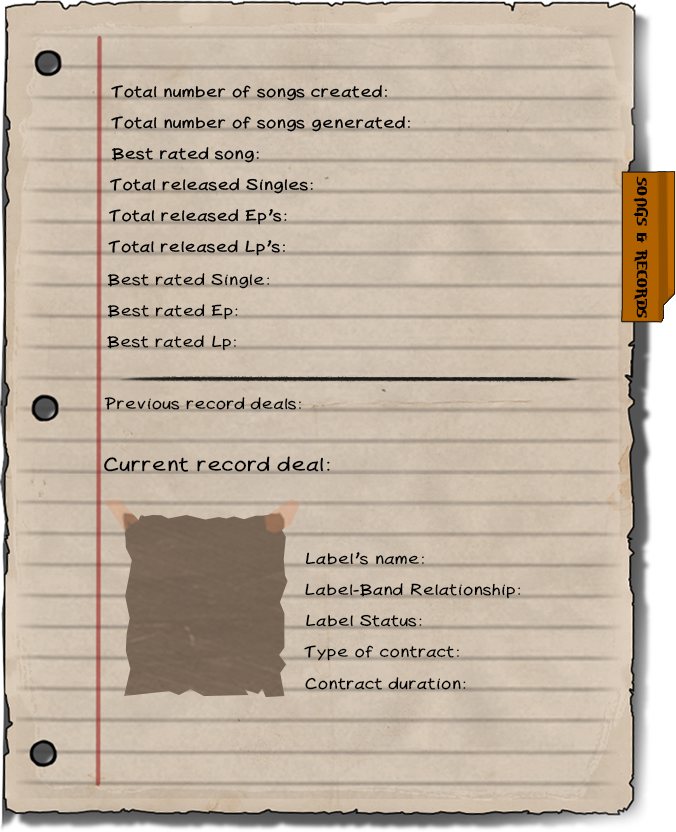 Total number of songs created:
Total number of songs generated:
Best rated song:
Total released Singles:
Total released Ep's:
Total released Lp's:
Best rated Single:
Best rated Ep:
Best rated Lp:
SONGS & RECORDS
Previous record deals:
Current record deal:
Label's name:
Label-Band Relationship:
Label Status:
Type of contract:
Contract duration: